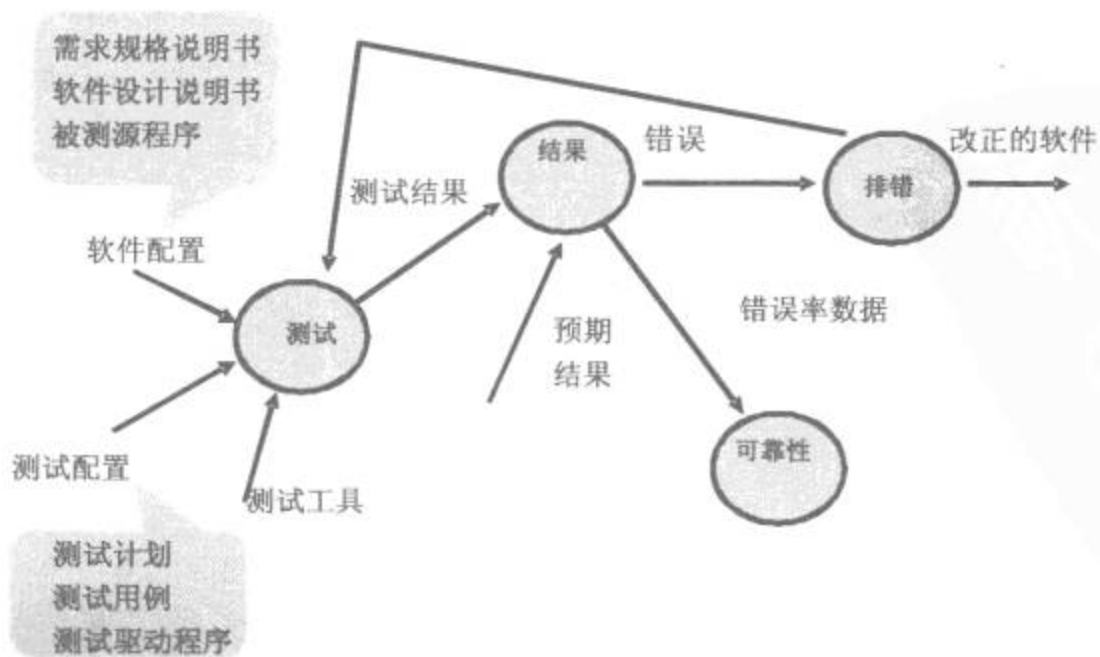 需求规格说明书
软件设计说明书
被测源程序
结果
错误
排错
改正的软件
测试结果
软件配置
测试
预期
结果
错误率数据
可靠性
测试配置
测试工具
测试计划
测试用例
测试驱动程序